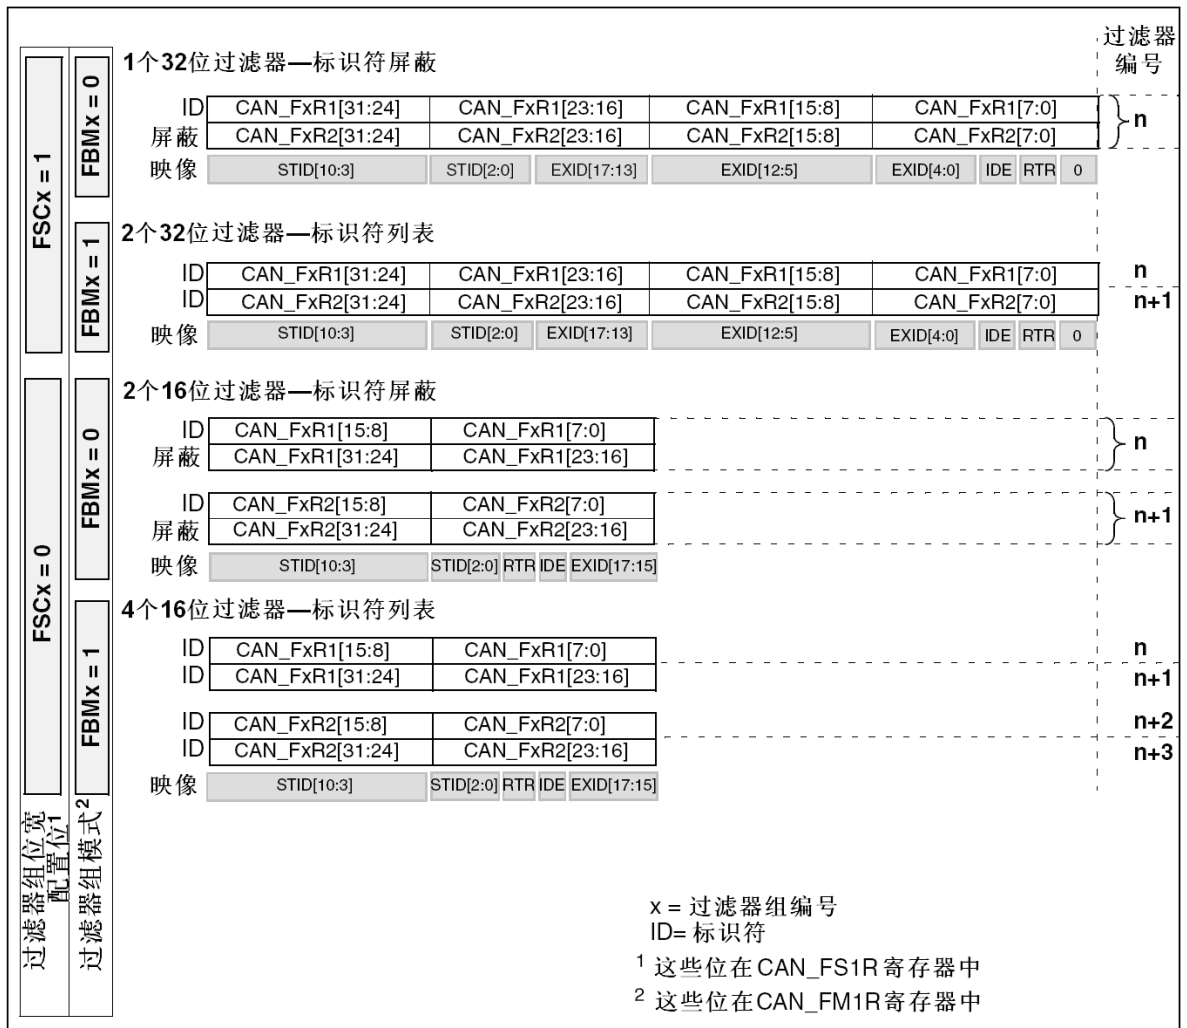 过滤器
编号
1个32位过滤器—标识符屏蔽
ID CAN_FxR1[31:24] CAN_FxR1[23:16] CAN_FxR1[15:8] CAN_FxR1[7:0] n
屏蔽 CAN_FxR2[31:24] CAN_FxR2[23:16] CAN_FxR2[15:8] CAN_FxR2[7:0]
映像 STID[10:3] STID[2:0] EXID[17:13] EXID[12:5] EXID[4:0] IDE RTR 0
2个32位过滤器—标识符列表
ID CAN_FxR1[31:24] CAN_FxR1[23:16] CAN_FxR1[15:8] CAN_FxR1[7:0] n
ID CAN_FxR2[31:24] CAN_FxR2[23:16] CAN_FxR2[15:8] CAN_FxR2[7:0] n+1
映像 STID[10:3] STID[2:0] EXID[17:13] EXID[12:5] EXID[4:0] IDE RTR 0
2个16位过滤器—标识符屏蔽
ID CAN_FxR1[15:8] CAN_FxR1[7:0] n
屏蔽 CAN_FxR1[31:24] CAN_FxR1[23:16]
ID CAN_FxR2[15:8] CAN_FxR2[7:0] n+1
屏蔽 CAN_FxR2[31:24] CAN_FxR2[23:16]
映像 STID[10:3] STID[2:0] RTR IDE EXID[17:15]
4个16位过滤器—标识符列表
ID CAN_FxR1[15:8] CAN_FxR1[7:0] n
ID CAN_FxR1[31:24] CAN_FxR1[23:16] n+1
ID CAN_FxR2[15:8] CAN_FxR2[7:0] n+2
ID CAN_FxR2[31:24] CAN_FxR2[23:16] n+3
映像 STID[10:3] STID[2:0] RTR IDE EXID[17:15]
FSCx = 1
FSCx = 0
FBMx = 0
FBMx = 1
FBMx = 0
FBMx = 1
过滤器组位宽
配置位1
过滤器组模式2
x = 过滤器组编号
ID= 标识符
1 这些位在CAN_FS1R寄存器中
2 这些位在CAN_FM1R寄存器中